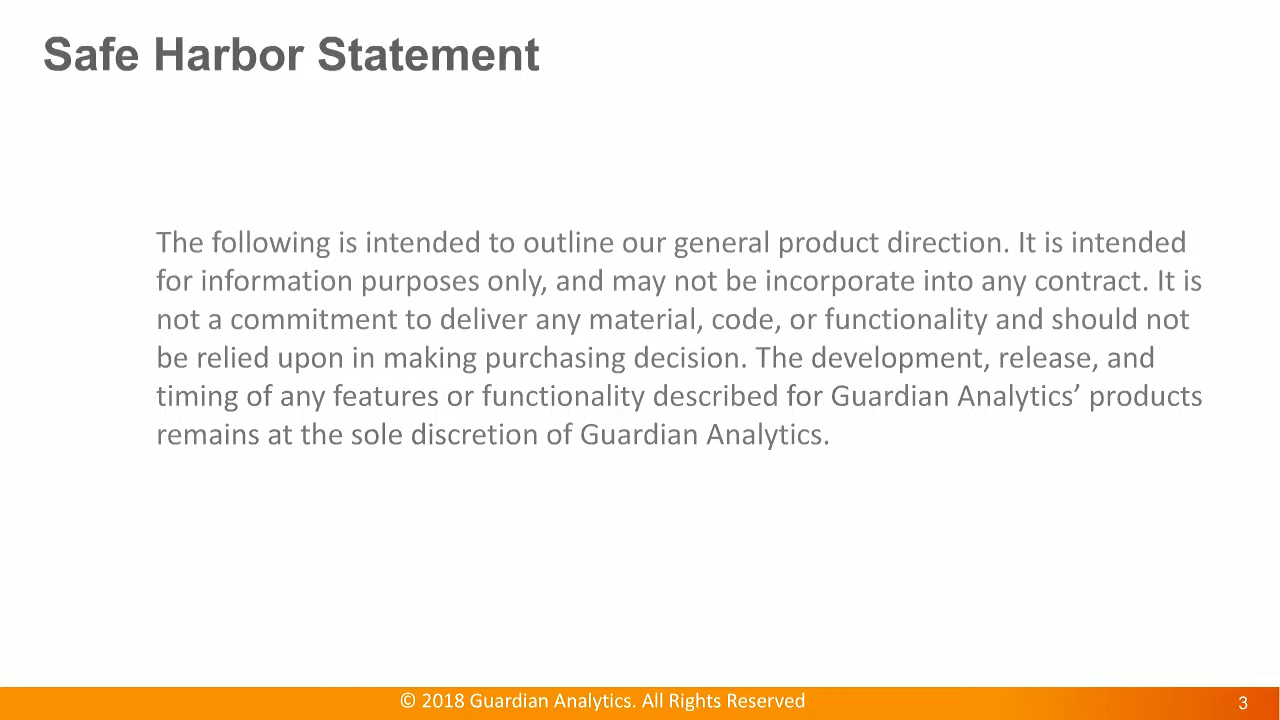 Safe Harbor Statement
The following is intended to outline our general product direction. It is intended
for information purposes only, and may not be incorporate into any contract. It is
not a commitment to deliver any material, code, or functionality and should not
be relied upon in making purchasing decision. The development, release, and
timing of any features or functionality described for Guardian Analytics’ products
remains at the sole discretion of Guardian Analytics.
© 2018 Guardian Analytics. All Rights Reserved
3